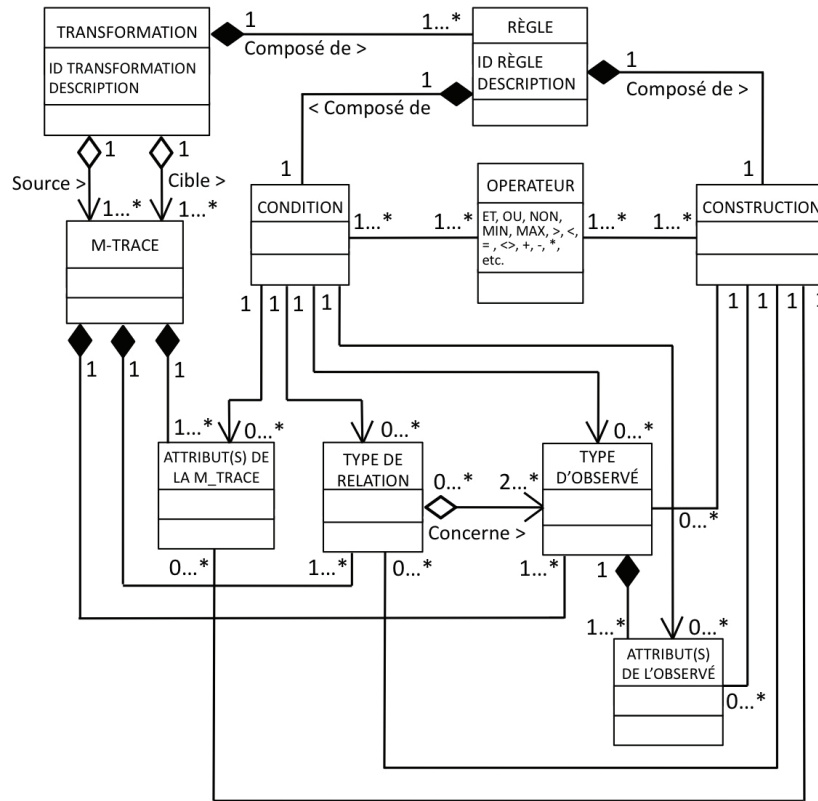 TRANSFORMATION
ID TRANSFORMATION
DESCRIPTION
1
Composé de >
1...*
RÈGLE
ID RÈGLE
DESCRIPTION
1
< Composé de
1
Composé de >
1
1
Source >
Cible >
1...*
1...*
1
1
M-TRACE
CONDITION
1...*
1...*
OPERATEUR
ET, OU, NON,
MIN, MAX, >, <,
= , <>, +, -, *,
etc.
1...*
1...*
CONSTRUCTION
1
1
1
1
1
1
1
1
1
1
1
1...*
0...*
0...*
0...*
ATTRIBUT(S) DE
LA M_TRACE
TYPE DE
RELATION
0...*
2...*
Concerne >
TYPE
D'OBSERVÉ
0...*
0...*
1...*
0...*
1...*
1
1...*
0...*
ATTRIBUT(S)
DE L'OBSERVÉ
0...*